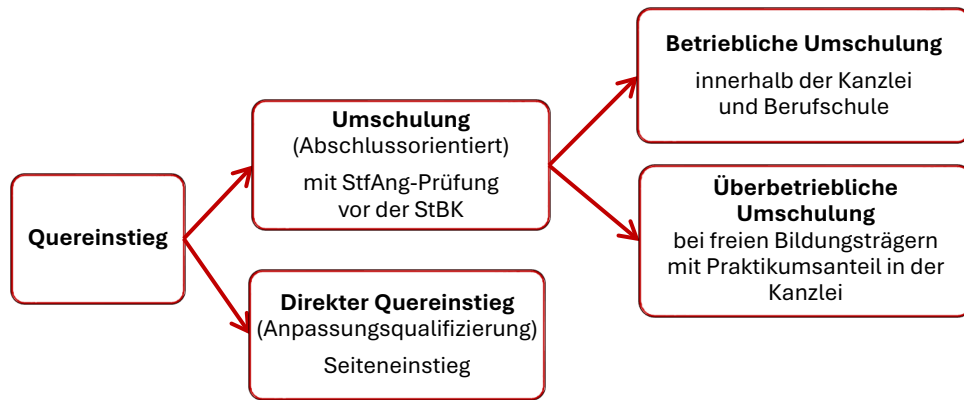 Quereinstieg
Umschulung
(Abschlussorientiert)
mit StfAng-Prüfung
vor der StBK
Direkter Quereinstieg
(Anpassungsqualifizierung)
Seiteneinstieg
Betriebliche Umschulung
innerhalb der Kanzlei
und Berufschule
Überbetriebliche
Umschulung
bei freien Bildungsträgern
mit Praktikumsanteil in der
Kanzlei